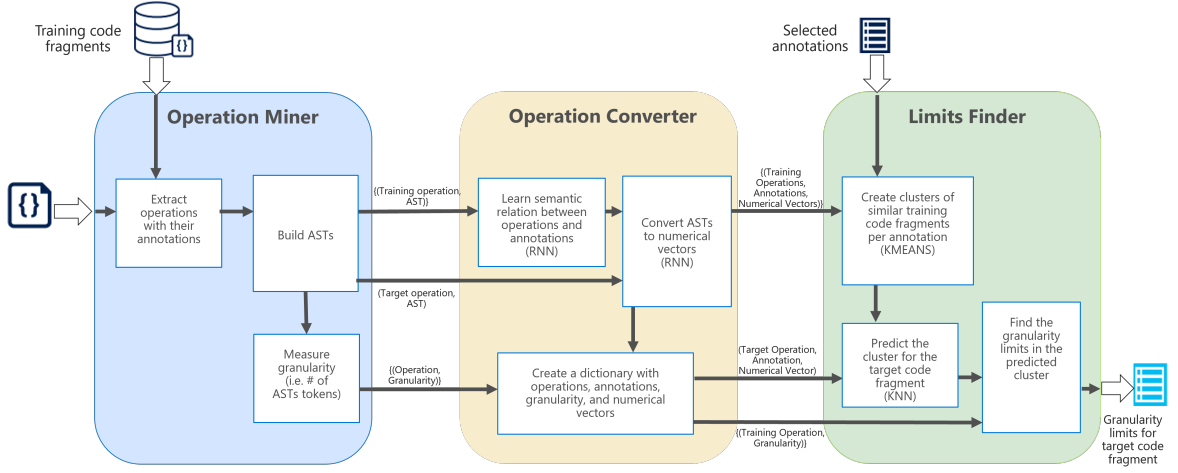 Training code
fragments
{}
Selected
annotations
Operation Miner
Operation Converter
Limits Finder
{}
Extract
operations
with their
annotations
Build ASTs
Measure
granularity
(i.e. # of
ASTs tokens)
{(Training operation,
AST)}
(Target operation,
AST)
{(Operation,
Granularity)}
Learn semantic
relation between
operations and
annotations
(RNN)
Convert ASTs
to numerical
vectors
(RNN)
Create a dictionary with
operations, annotations,
granularity, and numerical
vectors
{(Training
Operations,
Annotations,
Numerical Vectors)}
(Target Operation,
Annotation,
Numerical Vector)
{(Training Operation,
Granularity)}
Create clusters of
similar training
code fragments
per annotation
(KMEANS)
Predict the
cluster for the
target code
fragment
(KNN)
Find the
granularity
limits in the
predicted
cluster
Granularity
limits for
target code
fragment